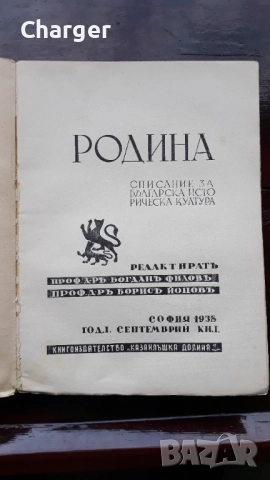 Charger
РОДИНА
СПИСАНИЕ ЗА
БЪЛГАРСКА ИСТО
РИЧЕСКА КУЛТУРА
РЕДАКТИРАТЪ
ПРОФ. Д-РЪ БОГДАНЪ ФИЛОВЪ
ПРОФ. Д-РЪ БОРИСЪ ЙОЦОВЪ
СОФИЯ 1938
ГОД. I. СЕПТЕМВРИЙ КН. I.
КНИГОИЗДАТЕЛСТВО „КАЗАНЛЪШКА ДОЛИНА“
BAZAR